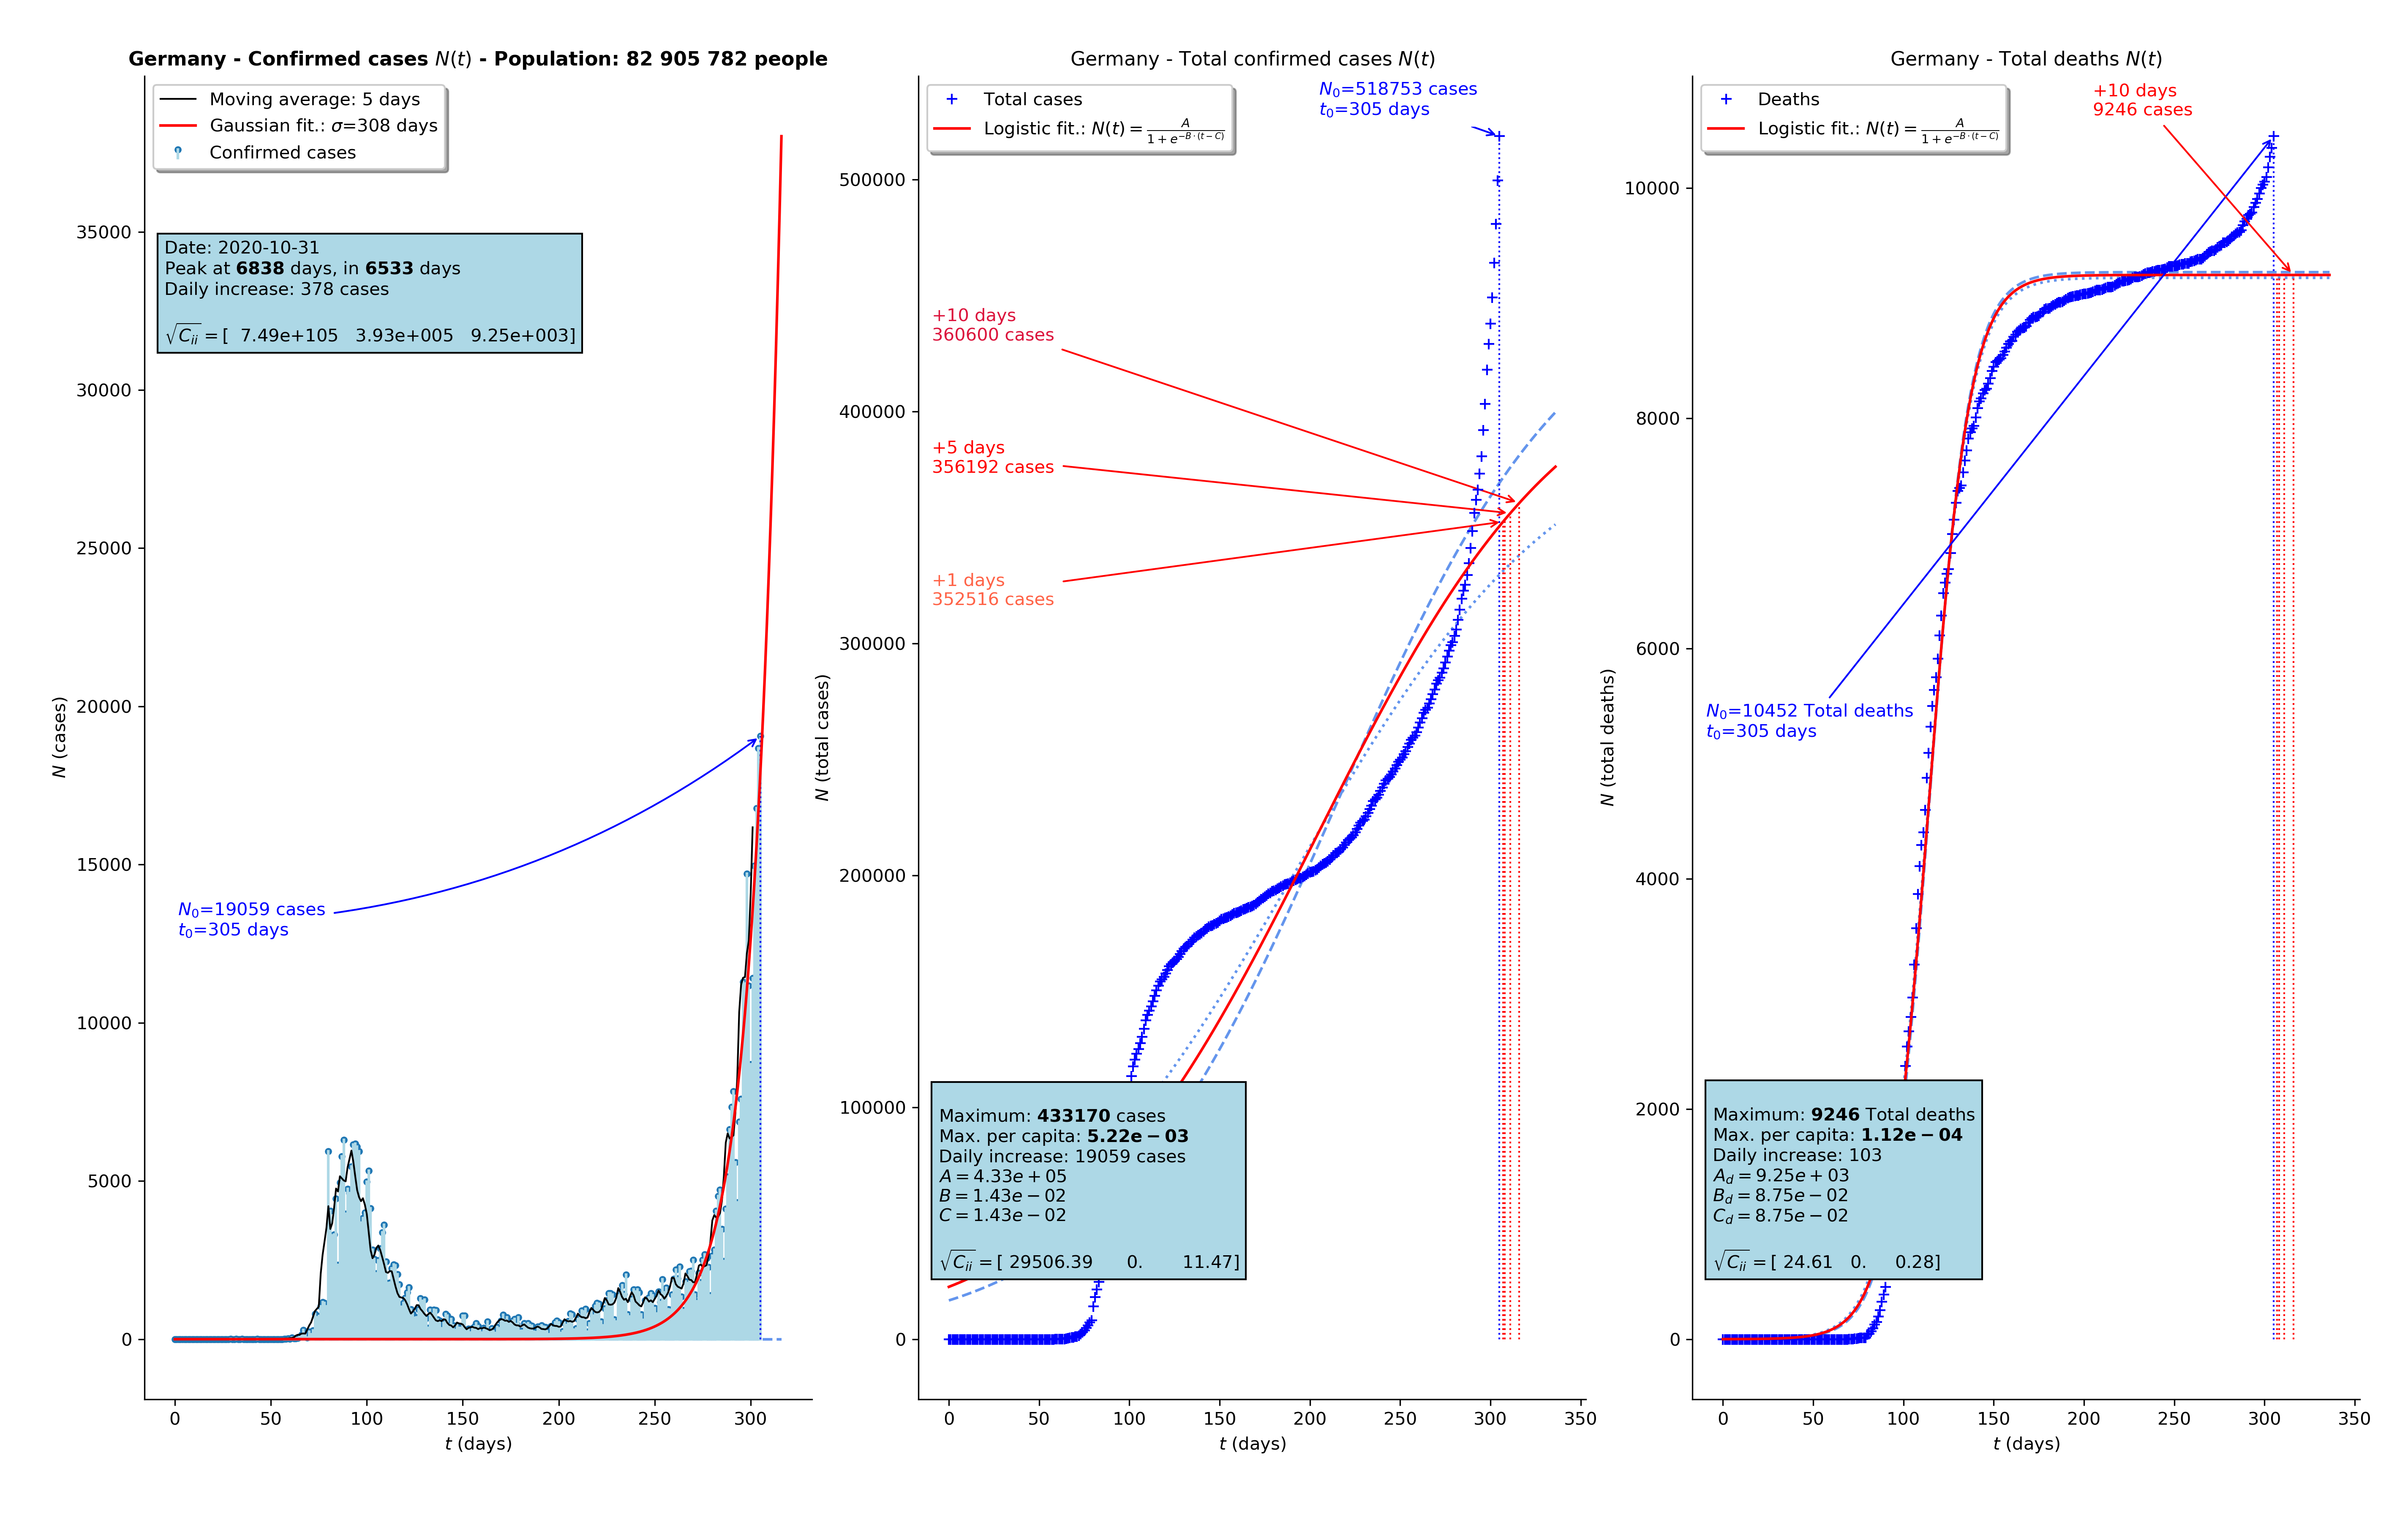 Germany - Confirmed cases N(t) - Population: 82 905 782 people
Moving average: 5 days
Gaussian fit.: σ=308 days
Confirmed cases
Date: 2020-10-31
Peak at 6838 days, in 6533 days
Daily increase: 378 cases
√C_ii = [ 7.49e+105 3.93e+005 9.25e+003]
N₀=19059 cases
t₀=305 days
35000
30000
25000
20000
15000
10000
5000
0
N (cases)
0 50 100 150 200 250 300
t (days)
Germany - Total confirmed cases N(t)
Total cases
Logistic fit.: N(t) = A / (1 + e^(−B·(t−C)))
N₀=518753 cases
t₀=305 days
+10 days
360600 cases
+5 days
356192 cases
+1 days
352516 cases
Maximum: 433170 cases
Max. per capita: 5.22e − 03
Daily increase: 19059 cases
A = 4.33e + 05
B = 1.43e − 02
C = 1.43e − 02
√C_ii = [ 29506.39 0. 11.47]
500000
400000
300000
200000
100000
0
N (total cases)
0 50 100 150 200 250 300 350
t (days)
Germany - Total deaths N(t)
Deaths
Logistic fit.: N(t) = A / (1 + e^(−B·(t−C)))
+10 days
9246 cases
N₀=10452 Total deaths
t₀=305 days
Maximum: 9246 Total deaths
Max. per capita: 1.12e − 04
Daily increase: 103
A_d = 9.25e + 03
B_d = 8.75e − 02
C_d = 8.75e − 02
√C_ii = [ 24.61 0. 0.28]
10000
8000
6000
4000
2000
0
N (total deaths)
0 50 100 150 200 250 300 350
t (days)